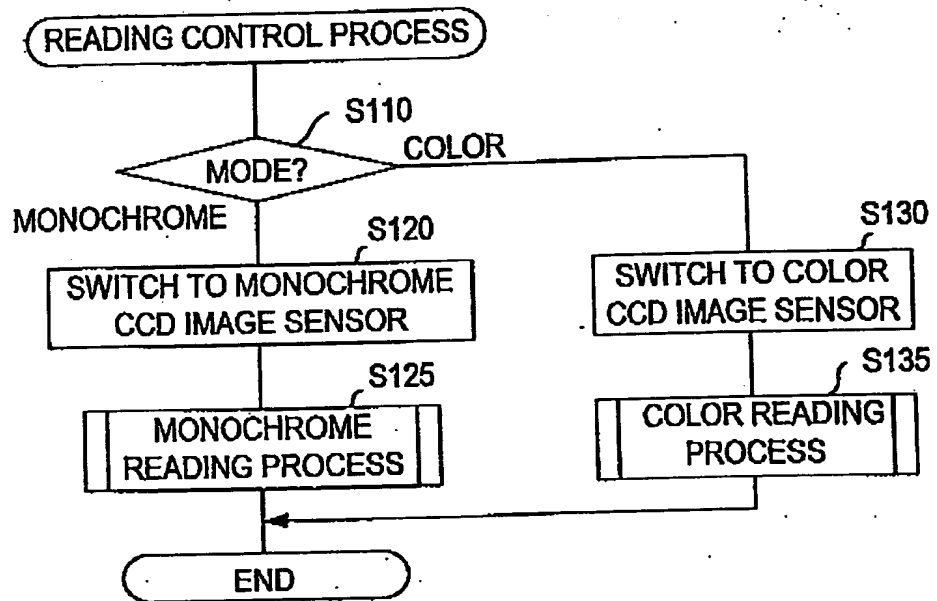 READING CONTROL PROCESS
S110
MODE?
COLOR
MONOCHROME
S120
SWITCH TO MONOCHROME
CCD IMAGE SENSOR
S130
SWITCH TO COLOR
CCD IMAGE SENSOR
S125
MONOCHROME
READING PROCESS
S135
COLOR READING
PROCESS
END